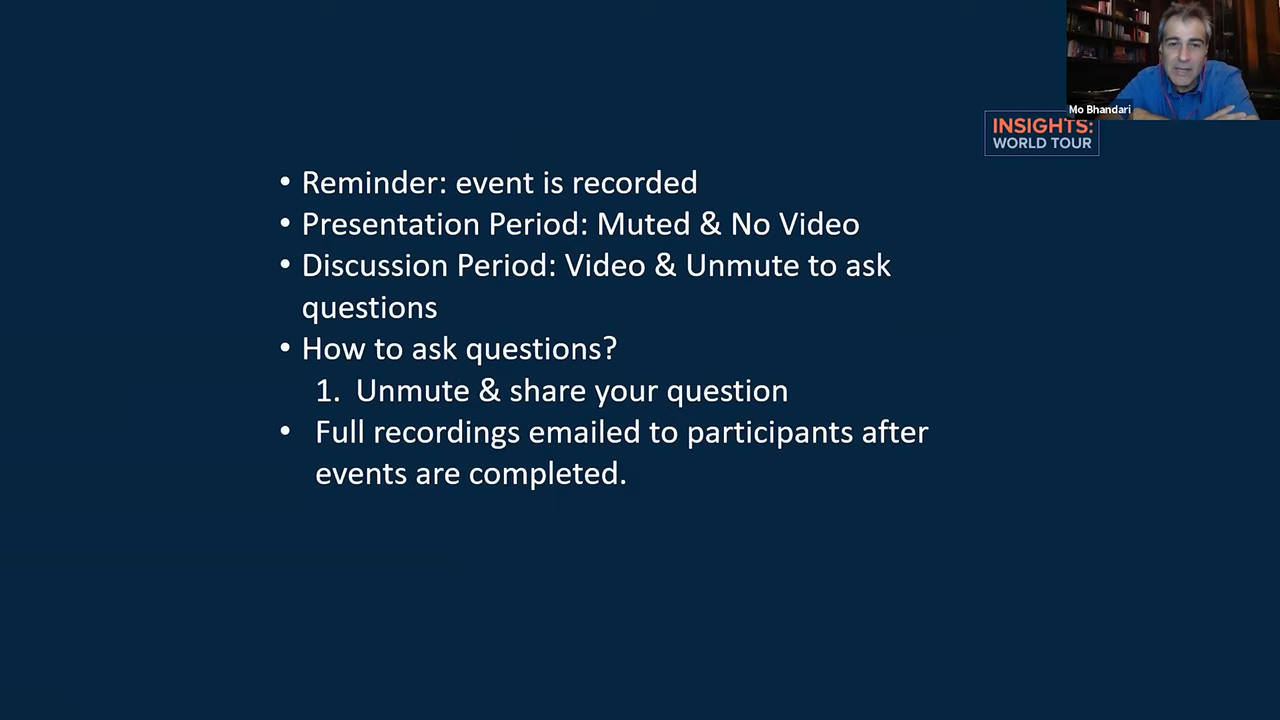 Mo Bhandari
INSIGHTS:
WORLD TOUR
• Reminder: event is recorded
• Presentation Period: Muted & No Video
• Discussion Period: Video & Unmute to ask
questions
• How to ask questions?
1. Unmute & share your question
• Full recordings emailed to participants after
events are completed.